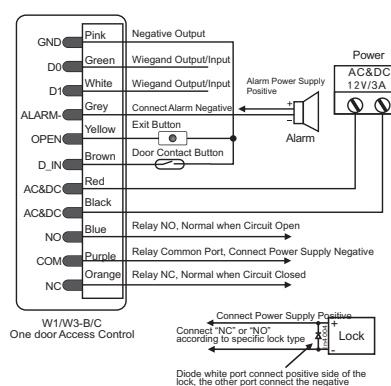 GND Pink Negative Output
D0 Green Wiegand Output/Input
D1 White Wiegand Output/Input
ALARM- Grey Connect Alarm Negative
OPEN Yellow Exit Button
D_IN Brown Door Contact Button
AC&DC Red
AC&DC Black
NO Blue Relay NO, Normal when Circuit Open
COM Purple Relay Common Port, Connect Power Supply Negative
NC Orange Relay NC, Normal when Circuit Closed
W1/W3-B/C
One door Access Control
Alarm Power Supply
Positive
+
-
Alarm
Power
AC&DC
12V/3A
Connect Power Supply Positive
Connect "NC" or "NO"
according to specific lock type
1n4004
+
-
Lock
Diode white port connect positive side of the
lock, the other port connect the negative